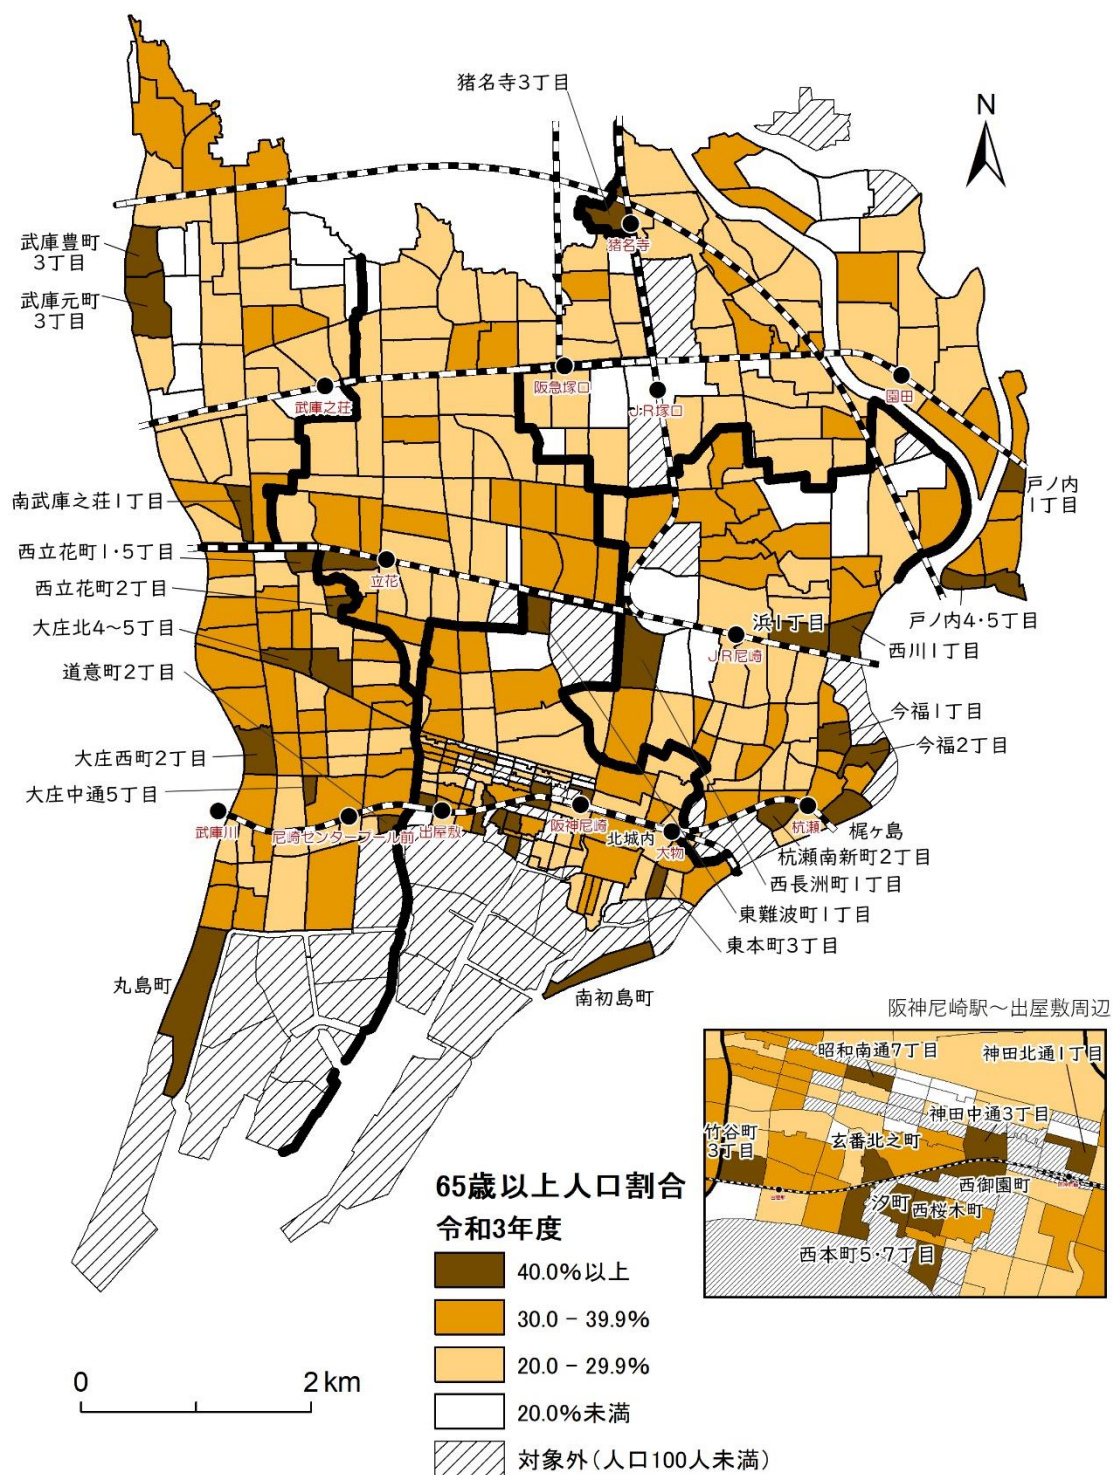 猪名寺3丁目
N
武庫豊町
3丁目
武庫元町
3丁目
猪名寺
阪急塚口
JR塚口
武庫之荘
園田
南武庫之荘1丁目
戸ノ内
1丁目
西立花町1・5丁目
立花
西立花町2丁目
戸ノ内4・5丁目
浜1丁目
西川1丁目
大庄北4～5丁目
JR尼崎
道意町2丁目
今福1丁目
今福2丁目
大庄西町2丁目
大庄中通5丁目
武庫川
尼崎センタープール前
出屋敷
阪神尼崎
北城内
大物
杭瀬
梶ヶ島
杭瀬南新町2丁目
西長洲町1丁目
東難波町1丁目
東本町3丁目
丸島町
南初島町
阪神尼崎駅～出屋敷周辺
昭和南通7丁目
神田北通1丁目
神田中通3丁目
竹谷町
3丁目
玄番北之町
西御園町
汐町
西桜木町
西本町5・7丁目
65歳以上人口割合
令和3年度
40.0%以上
30.0 - 39.9%
20.0 - 29.9%
20.0%未満
対象外(人口100人未満)
0 2 km